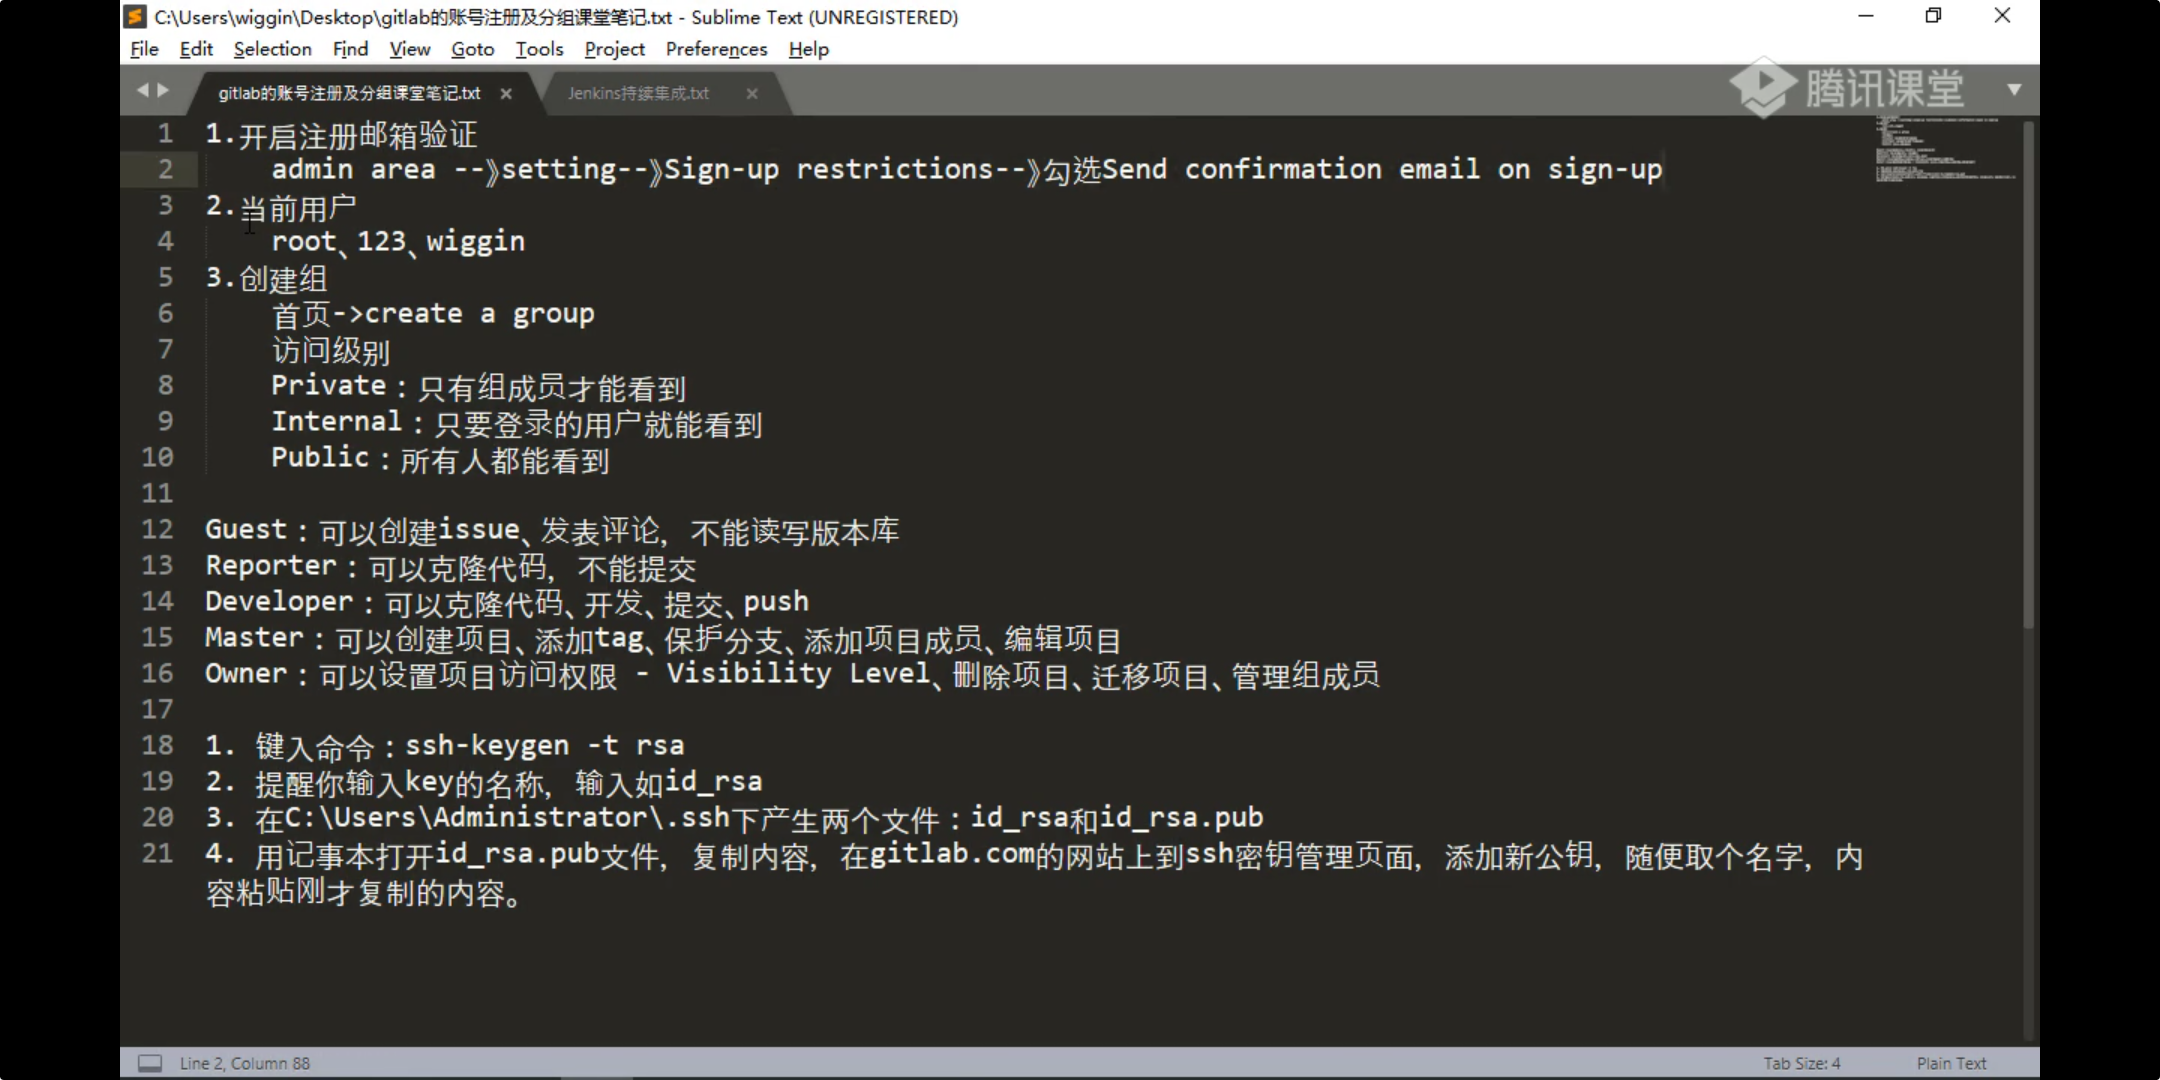 C:\Users\wiggin\Desktop\gitlab的账号注册及分组课堂笔记.txt - Sublime Text (UNREGISTERED)
File Edit Selection Find View Goto Tools Project Preferences Help
gitlab的账号注册及分组课堂笔记.txt × Jenkins持续集成.txt ×
腾讯课堂
1 1.开启注册邮箱验证
2 admin area --》setting--》Sign-up restrictions--》勾选Send confirmation email on sign-up
3 2.当前用户
4 root、123、wiggin
5 3.创建组
6 首页->create a group
7 访问级别
8 Private：只有组成员才能看到
9 Internal：只要登录的用户就能看到
10 Public：所有人都能看到
11
12 Guest：可以创建issue、发表评论，不能读写版本库
13 Reporter：可以克隆代码，不能提交
14 Developer：可以克隆代码、开发、提交、push
15 Master：可以创建项目、添加tag、保护分支、添加项目成员、编辑项目
16 Owner：可以设置项目访问权限 - Visibility Level、删除项目、迁移项目、管理组成员
17
18 1. 键入命令：ssh-keygen -t rsa
19 2. 提醒你输入key的名称，输入如id_rsa
20 3. 在C:\Users\Administrator\.ssh下产生两个文件：id_rsa和id_rsa.pub
21 4. 用记事本打开id_rsa.pub文件，复制内容，在gitlab.com的网站上到ssh密钥管理页面，添加新公钥，随便取个名字，内
容粘贴刚才复制的内容。
Line 2, Column 88 Tab Size: 4 Plain Text